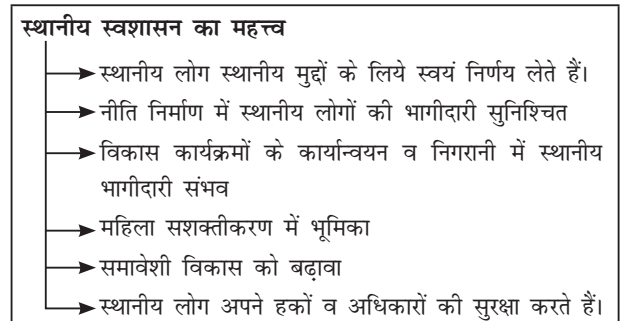 स्थानीय स्वशासन का महत्त्व
स्थानीय लोग स्थानीय मुद्दों के लिये स्वयं निर्णय लेते हैं।
नीति निर्माण में स्थानीय लोगों की भागीदारी सुनिश्चित
विकास कार्यक्रमों के कार्यान्वयन व निगरानी में स्थानीय
भागीदारी संभव
महिला सशक्तीकरण में भूमिका
समावेशी विकास को बढ़ावा
स्थानीय लोग अपने हकों व अधिकारों की सुरक्षा करते हैं।